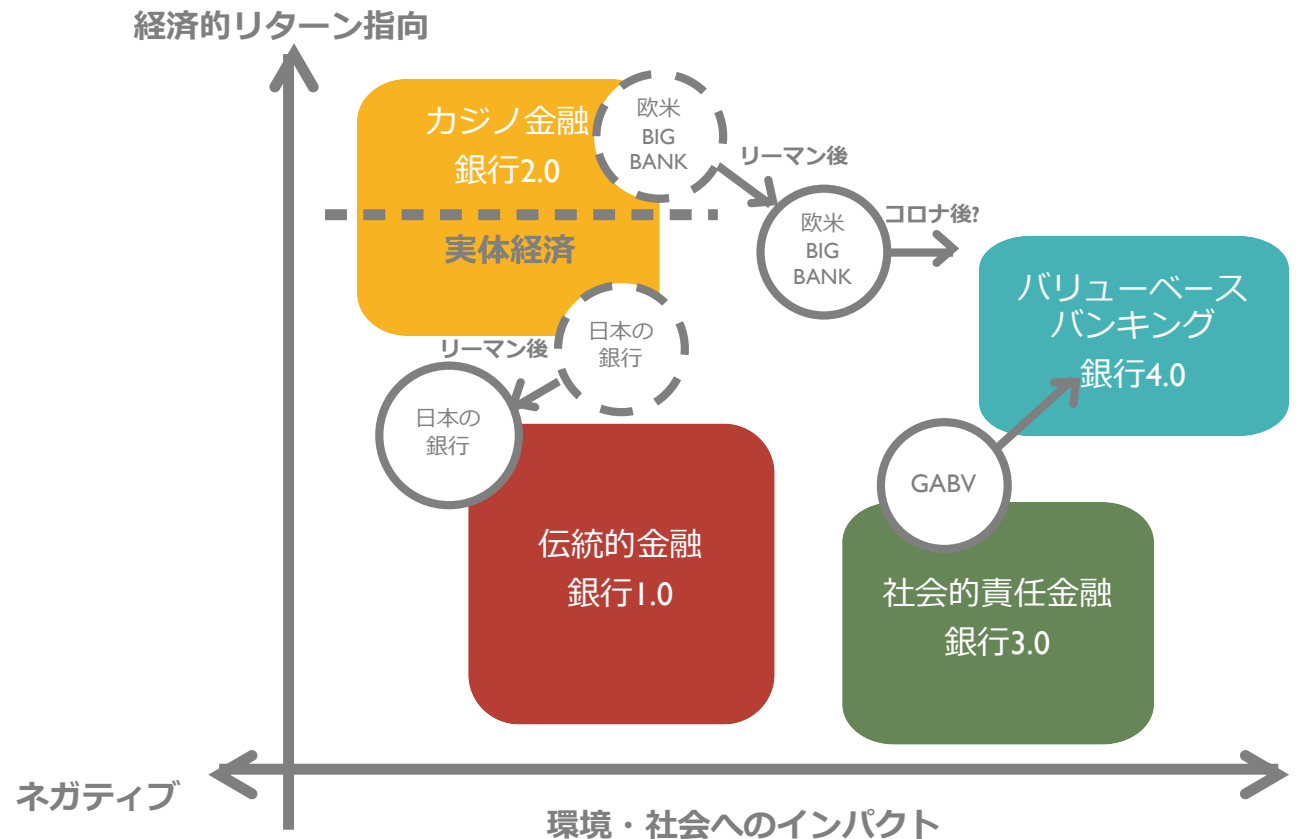 経済的リターン指向
カジノ金融
銀行2.0
欧米
BIG
BANK
リーマン後
実体経済
欧米
BIG
BANK
コロナ後?
バリューベース
バンキング
銀行4.0
日本の
銀行
リーマン後
日本の
銀行
GABV
伝統的金融
銀行1.0
社会的責任金融
銀行3.0
ネガティブ
環境・社会へのインパクト